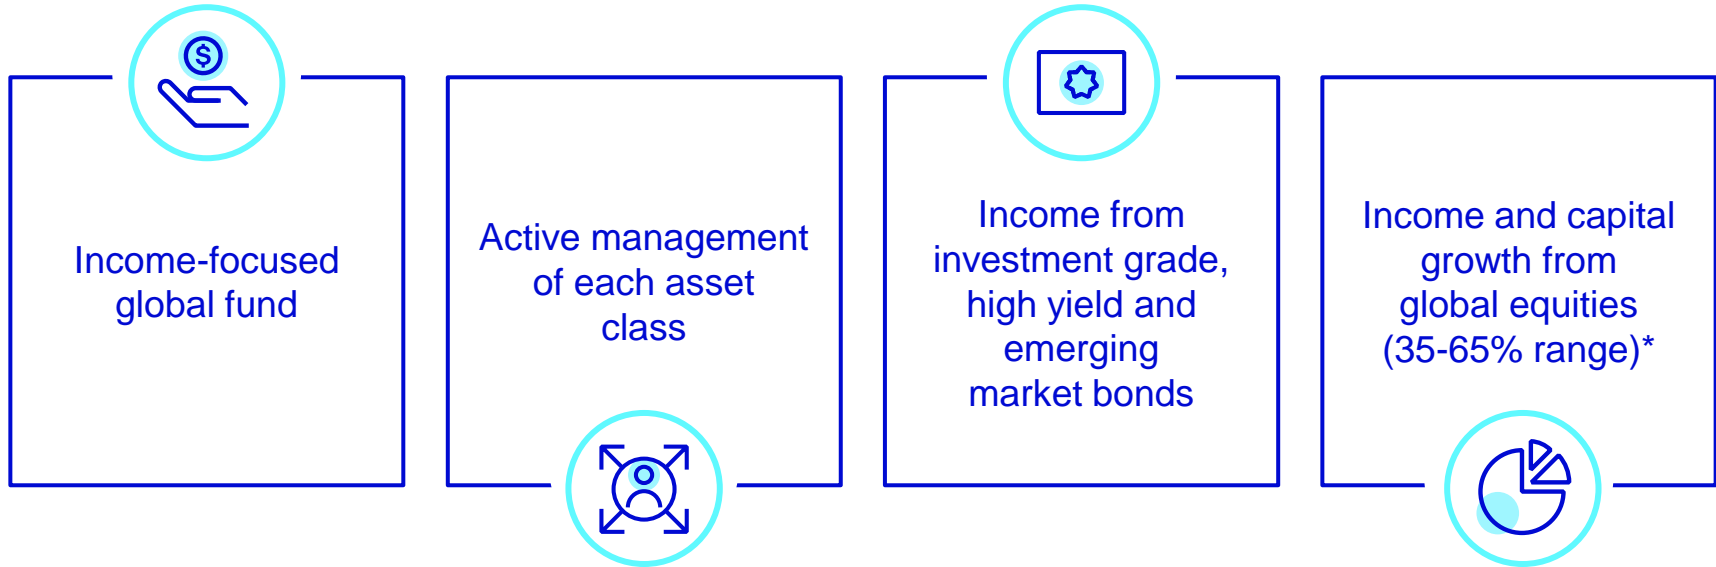 $
Income-focused
global fund
Active management
of each asset
class
Income from
investment grade,
high yield and
emerging
market bonds
Income and capital
growth from
global equities
(35-65% range)*